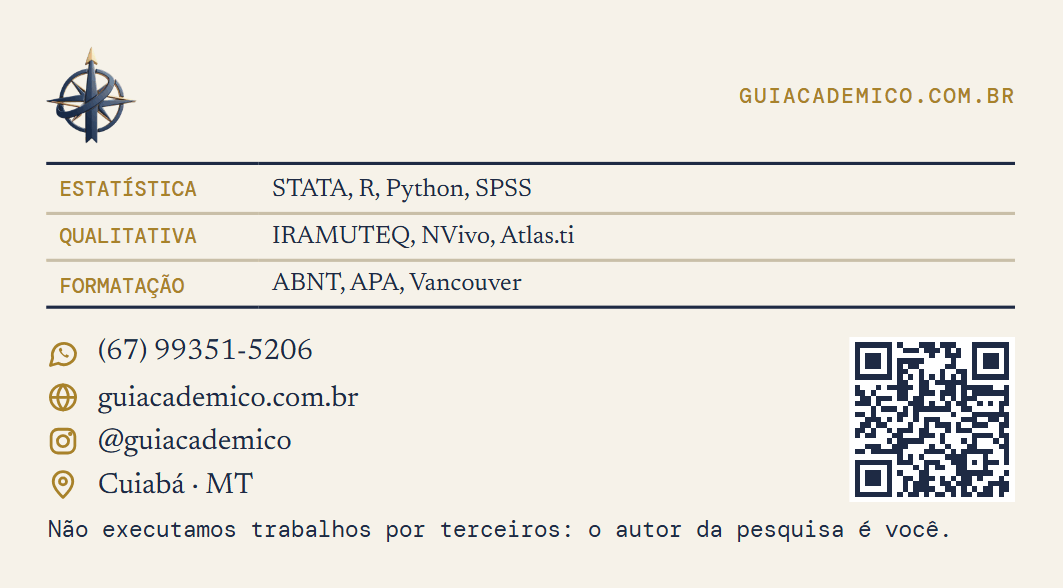 GUIACADEMICO.COM.BR
ESTATÍSTICA STATA, R, Python, SPSS
QUALITATIVA IRAMUTEQ, NVivo, Atlas.ti
FORMATAÇÃO ABNT, APA, Vancouver
(67) 99351-5206
guiacademico.com.br
@guiacademico
Cuiabá · MT
Não executamos trabalhos por terceiros: o autor da pesquisa é você.